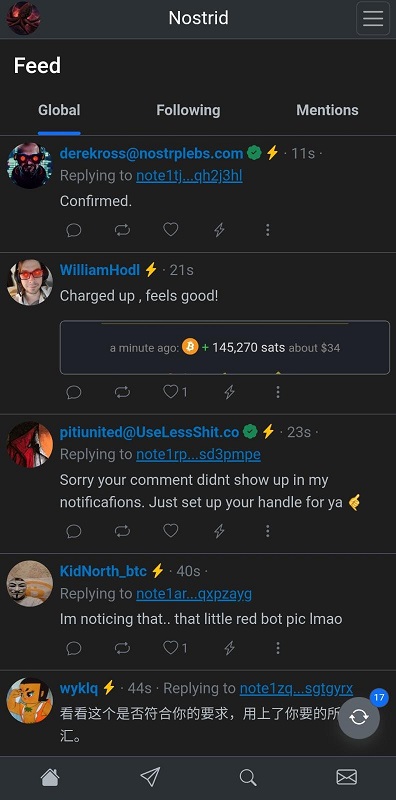 Nostrid
Feed
Global Following Mentions
derekross@nostrplebs.com ⚡ · 11s ·
Replying to note1tj...qh2j3hl
Confirmed.
WilliamHodl ⚡ · 21s
Charged up , feels good!
a minute ago: + 145,270 sats about $34
1
pitiunited@UseLessShit.co ⚡ · 23s ·
Replying to note1rp...sd3pmpe
Sorry your comment didnt show up in my
notificafions. Just set up your handle for ya 🤙
KidNorth_btc ⚡ · 40s ·
Replying to note1ar...qxpzayg
Im noticing that.. that little red bot pic lmao
1
wyklq ⚡ · 44s · Replying to note1zq...sgtgyrx
17
看看这个是否符合你的要求，用上了你要的所
汇。